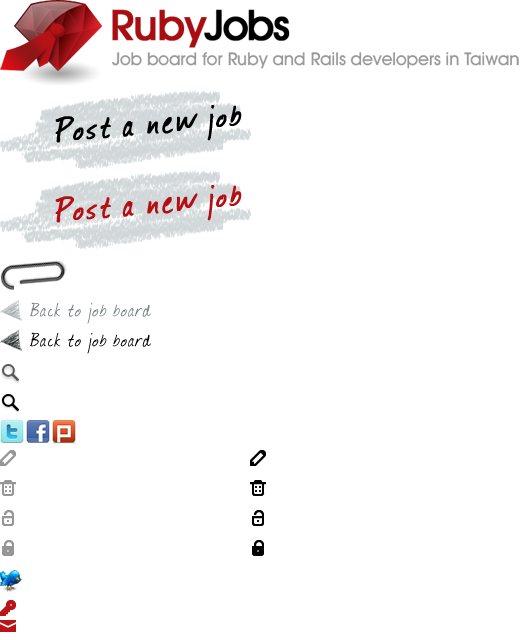 RubyJobs
Job board for Ruby and Rails developers in Taiwan
Post a new job
Post a new job
Back to job board
Back to job board